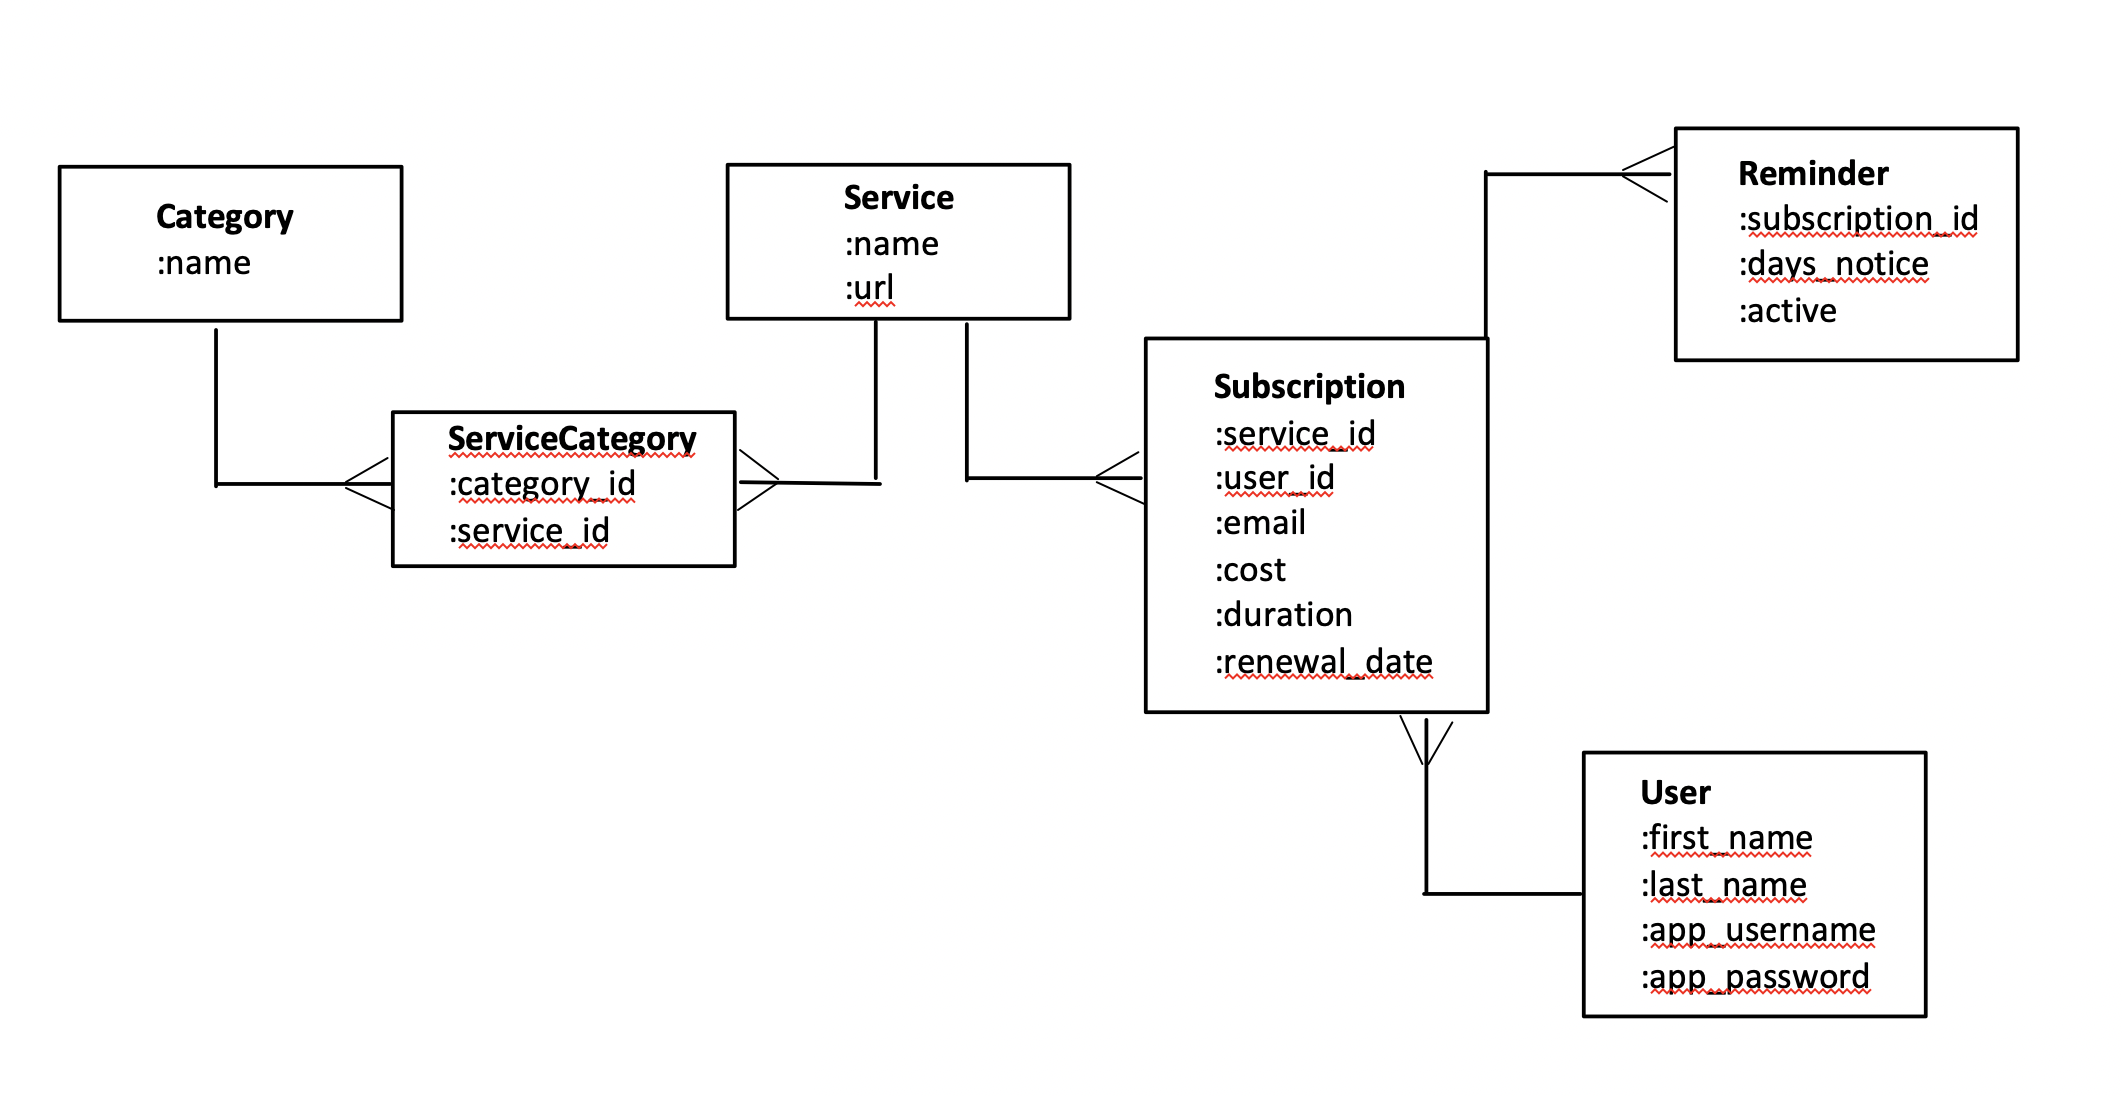 Category
:name
Service
:name
:url
Reminder
:subscription_id
:days_notice
:active
ServiceCategory
:category_id
:service_id
Subscription
:service_id
:user_id
:email
:cost
:duration
:renewal_date
User
:first_name
:last_name
:app_username
:app_password